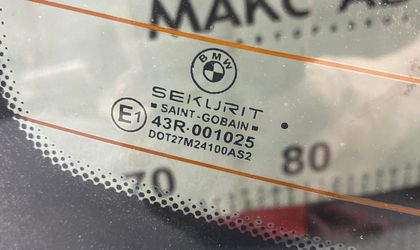 МАКС
BMW
SEKURIT
SAINT-GOBAIN
E1 43R-001025
DOT27M24100AS2
70 80